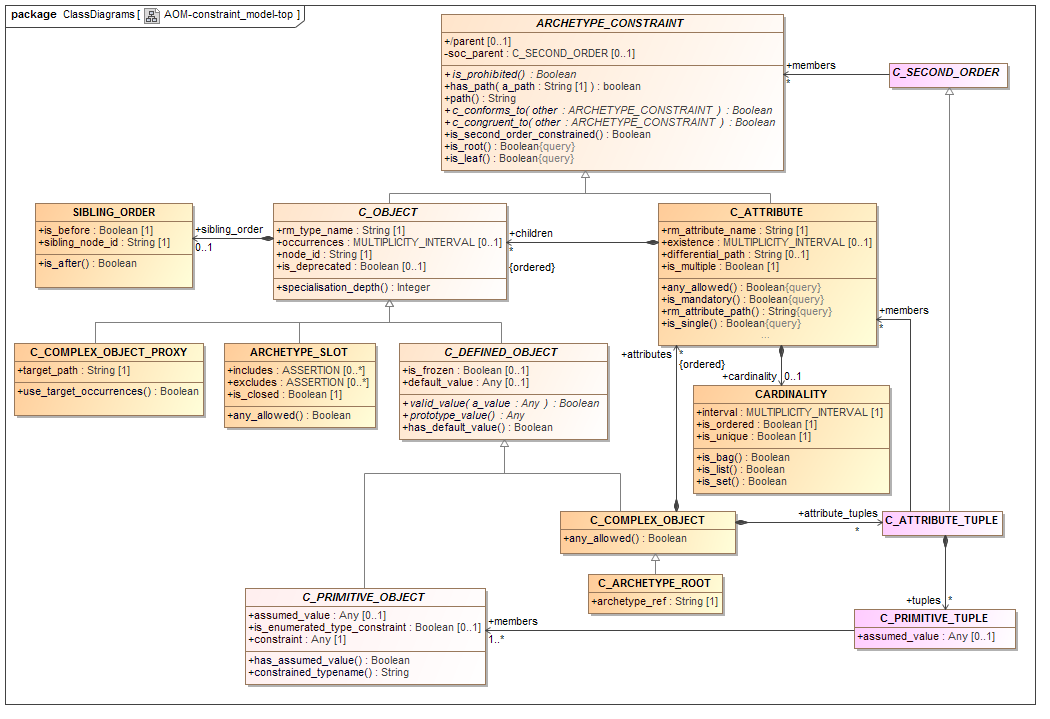 package ClassDiagrams [ AOM-constraint_model-top ]
ARCHETYPE_CONSTRAINT
+/parent [0..1]
-soc_parent : C_SECOND_ORDER [0..1]
+is_prohibited() : Boolean
+has_path( a_path : String [1] ) : boolean
+path() : String
+c_conforms_to( other : ARCHETYPE_CONSTRAINT ) : Boolean
+c_congruent_to( other : ARCHETYPE_CONSTRAINT ) : Boolean
+is_second_order_constrained() : Boolean
+is_root() : Boolean{query}
+is_leaf() : Boolean{query}
+members
*
C_SECOND_ORDER
SIBLING_ORDER
+is_before : Boolean [1]
+sibling_node_id : String [1]
+is_after() : Boolean
+sibling_order
0..1
C_OBJECT
+rm_type_name : String [1]
+occurrences : MULTIPLICITY_INTERVAL [0..1]
+node_id : String [1]
+is_deprecated : Boolean [0..1]
+specialisation_depth() : Integer
+children
*
{ordered}
C_ATTRIBUTE
+rm_attribute_name : String [1]
+existence : MULTIPLICITY_INTERVAL [0..1]
+differential_path : String [0..1]
+is_multiple : Boolean [1]
+any_allowed() : Boolean{query}
+is_mandatory() : Boolean{query}
+rm_attribute_path() : String{query}
+is_single() : Boolean{query}
...
+members
*
C_COMPLEX_OBJECT_PROXY
+target_path : String [1]
+use_target_occurrences() : Boolean
ARCHETYPE_SLOT
+includes : ASSERTION [0..*]
+excludes : ASSERTION [0..*]
+is_closed : Boolean [1]
+any_allowed() : Boolean
C_DEFINED_OBJECT
+is_frozen : Boolean [0..1]
+default_value : Any [0..1]
+valid_value( a_value : Any ) : Boolean
+prototype_value() : Any
+has_default_value() : Boolean
+attributes
*
{ordered}
+cardinality
0..1
CARDINALITY
+interval : MULTIPLICITY_INTERVAL [1]
+is_ordered : Boolean [1]
+is_unique : Boolean [1]
+is_bag() : Boolean
+is_list() : Boolean
+is_set() : Boolean
C_COMPLEX_OBJECT
+any_allowed() : Boolean
+attribute_tuples
*
C_ATTRIBUTE_TUPLE
C_ARCHETYPE_ROOT
+archetype_ref : String [1]
C_PRIMITIVE_OBJECT
+assumed_value : Any [0..1]
+is_enumerated_type_constraint : Boolean [0..1]
+constraint : Any [1]
+has_assumed_value() : Boolean
+constrained_typename() : String
+members
1..*
+tuples
*
C_PRIMITIVE_TUPLE
+assumed_value : Any [0..1]